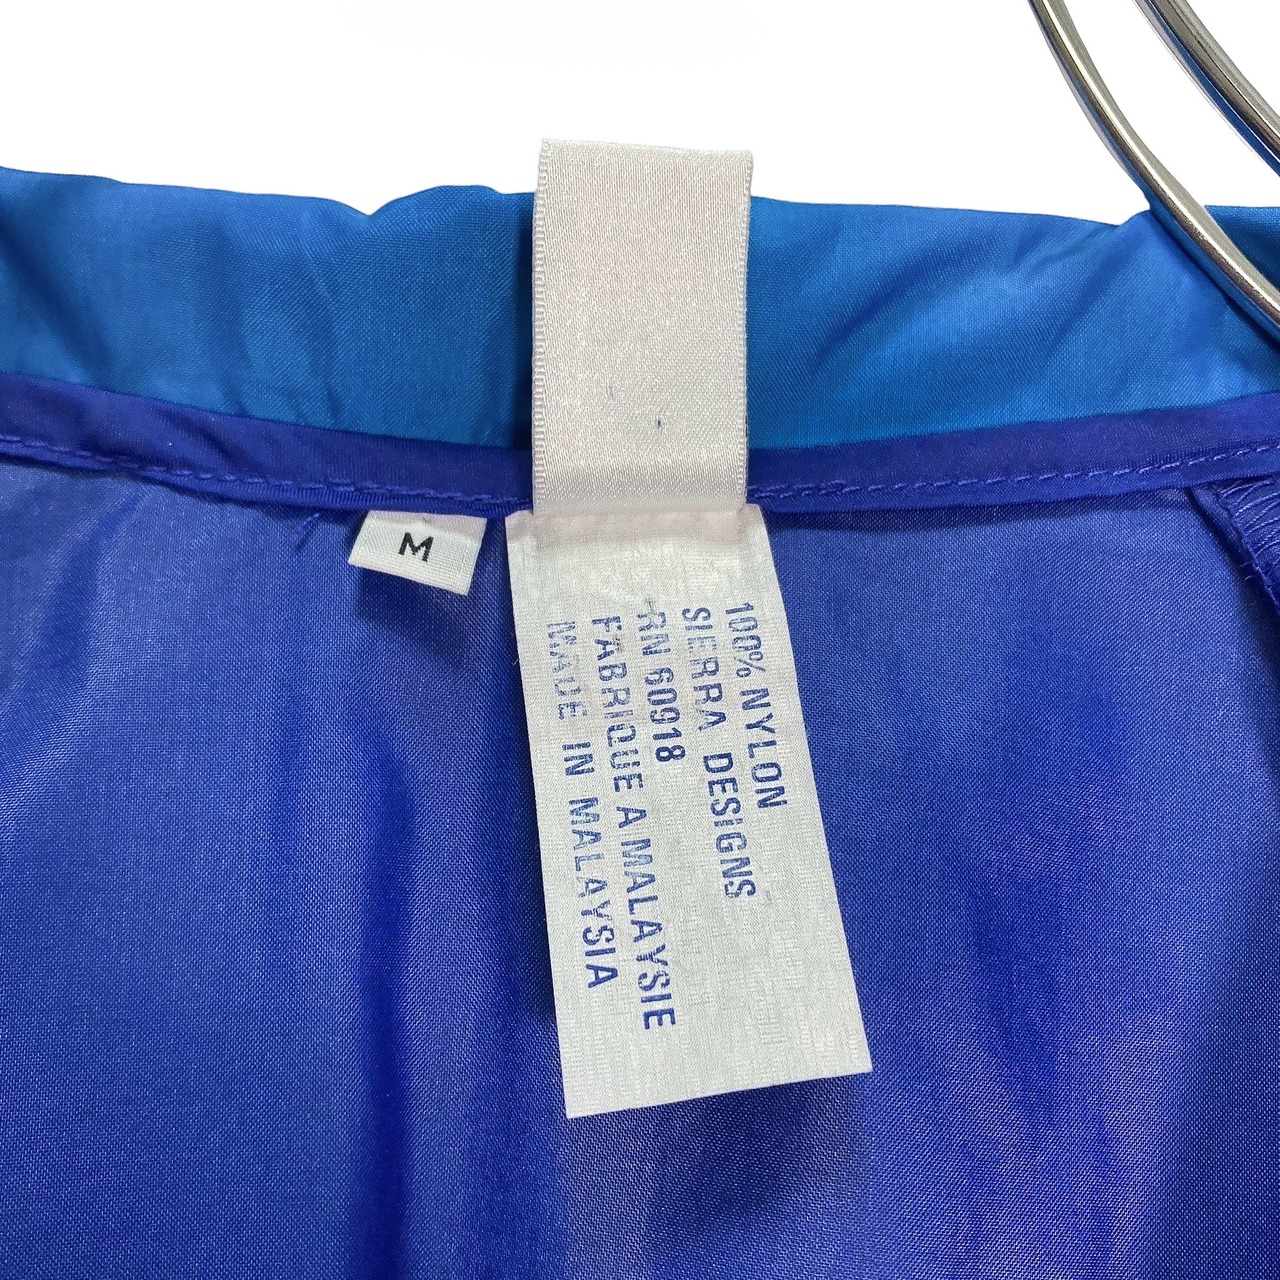 M
100% NYLON
SIERRA DESIGNS
RN 60918
FABRIQUE A MALAYSIE
MADE IN MALAYSIA